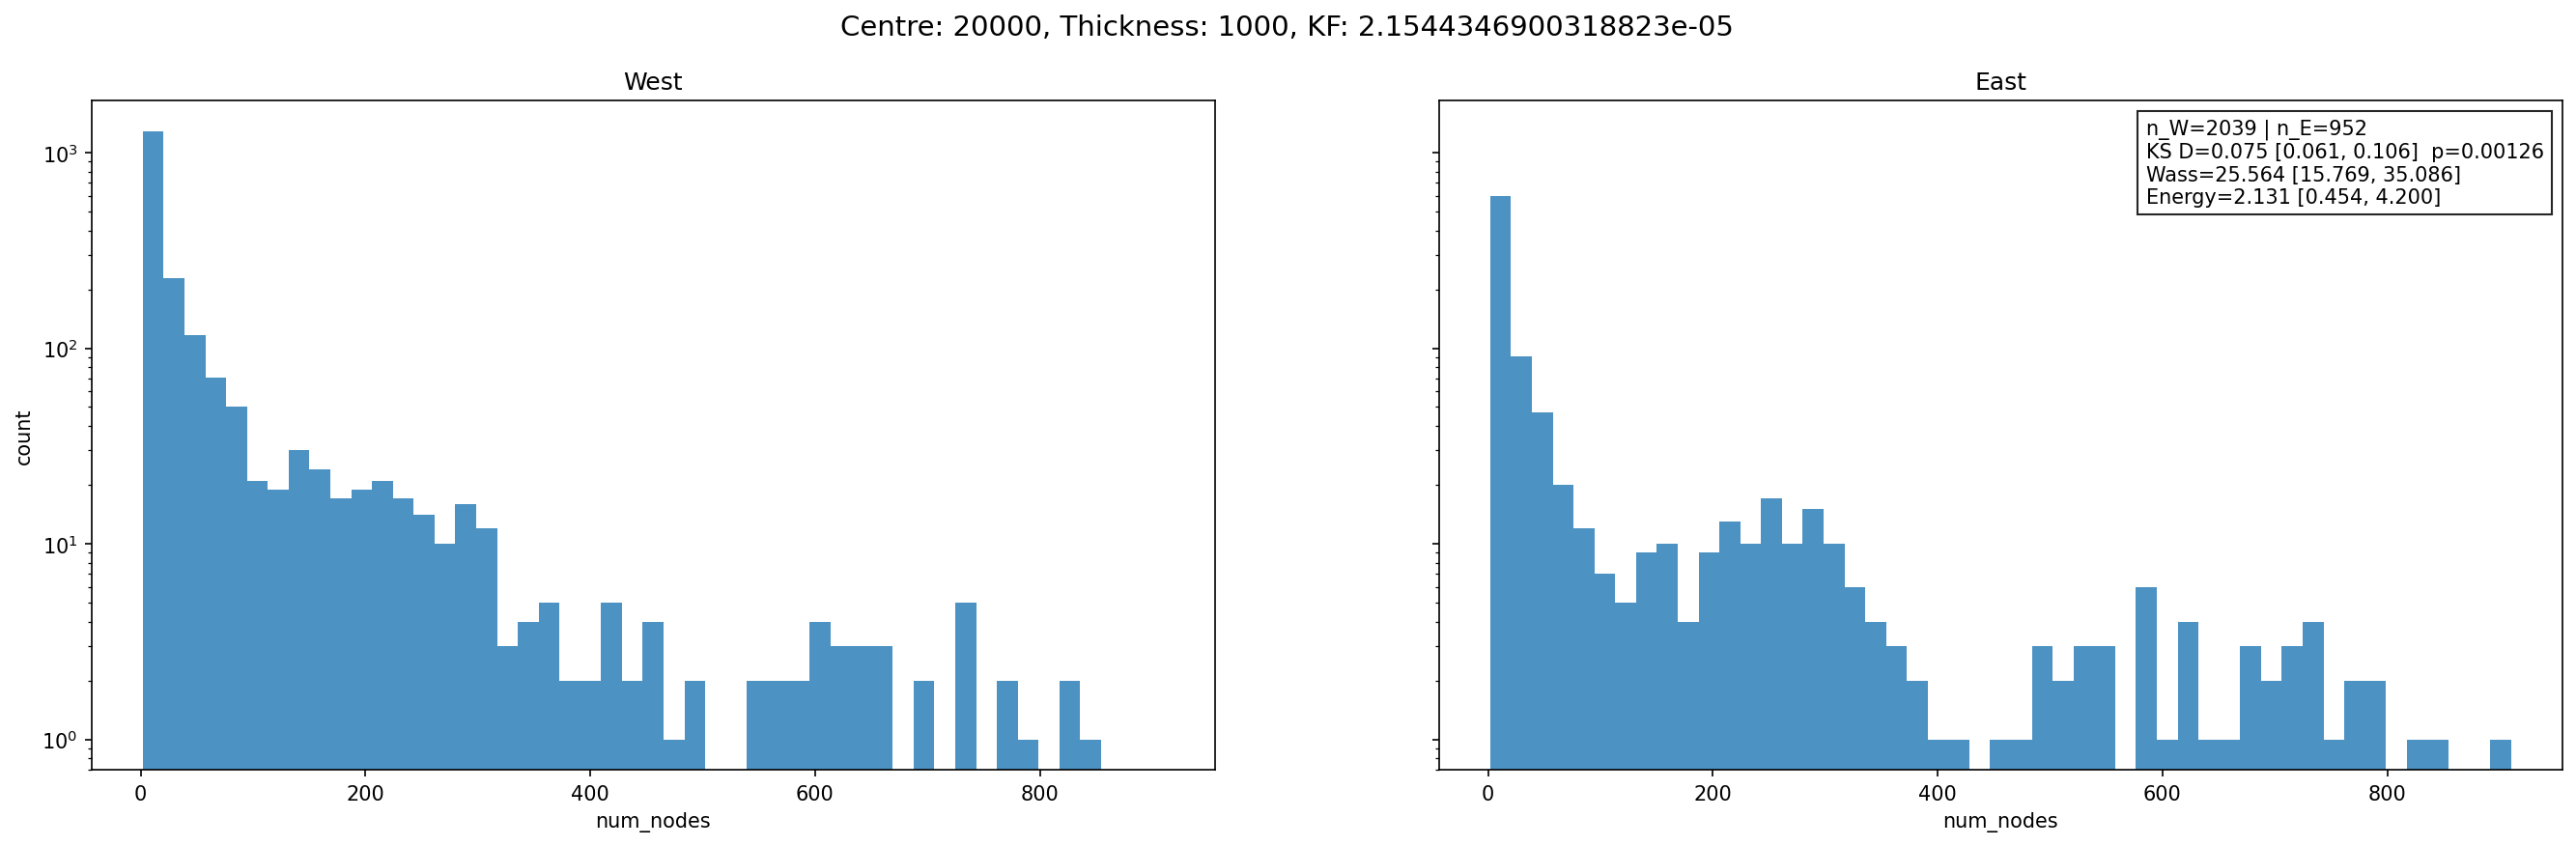 Centre: 20000, Thickness: 1000, KF: 2.1544346900318823e-05
West
East
n_W=2039 | n_E=952
KS D=0.075 [0.061, 0.106]  p=0.00126
Wass=25.564 [15.769, 35.086]
Energy=2.131 [0.454, 4.200]
count
10³
10²
10¹
10⁰
0 200 400 600 800
0 200 400 600 800
num_nodes
num_nodes